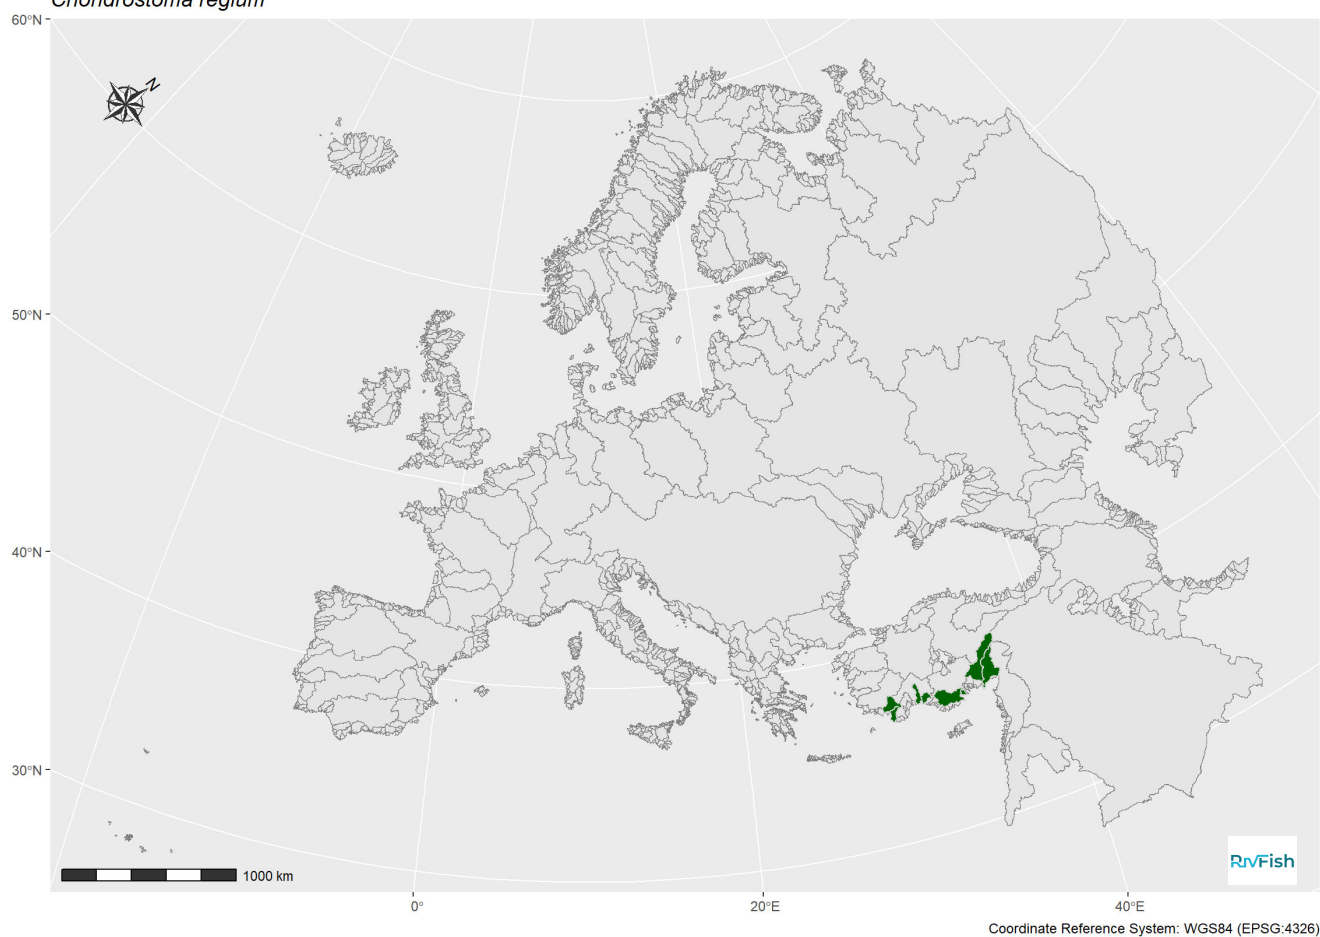 Chondrostoma regium
60°N
N
50°N
40°N
30°N
1000 km
RivFish
0°
20°E
40°E
Coordinate Reference System: WGS84 (EPSG:4326)